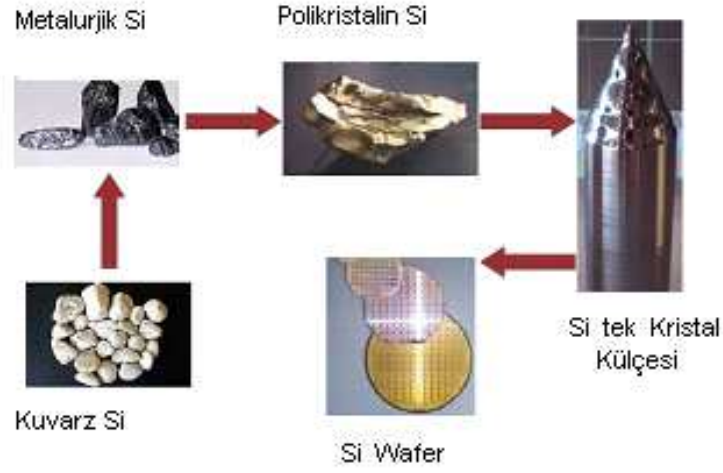 Metalurjik Si
Polikristalin Si
Si tek Kristal
Külçesi
Kuvarz Si
Si Wafer